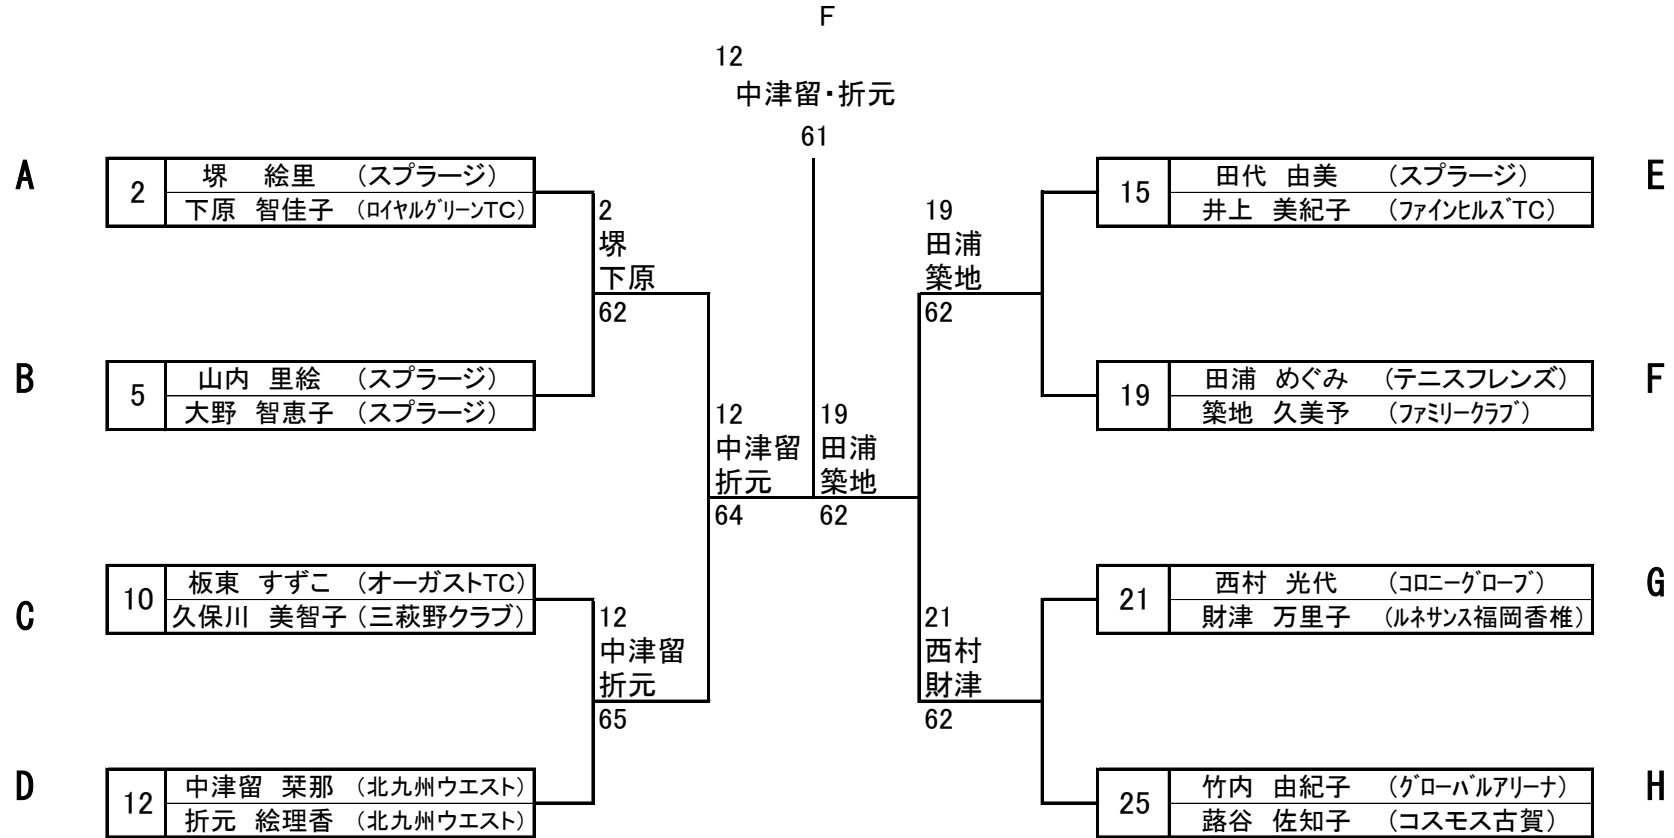 F
12
中津留・折元
61
A
2
堺 絵里 (スプラージ)
下原 智佳子 (ロイヤルグリーンTC)
2
堺
下原
62
B
5
山内 里絵 (スプラージ)
大野 智恵子 (スプラージ)
12
中津留
折元
64
C
10
板東 すずこ (オーガストTC)
久保川 美智子 (三萩野クラブ)
12
中津留
折元
65
D
12
中津留 栞那 (北九州ウエスト)
折元 絵理香 (北九州ウエスト)
15
田代 由美 (スプラージ)
井上 美紀子 (ファインヒルズTC)
E
19
田浦
築地
62
19
田浦 めぐみ (テニスフレンズ)
築地 久美予 (ファミリークラブ)
F
19
田浦
築地
62
21
西村 光代 (コロニーグローブ)
財津 万里子 (ルネサンス福岡香椎)
G
21
西村
財津
62
25
竹内 由紀子 (グローバルアリーナ)
蕗谷 佐知子 (コスモス古賀)
H